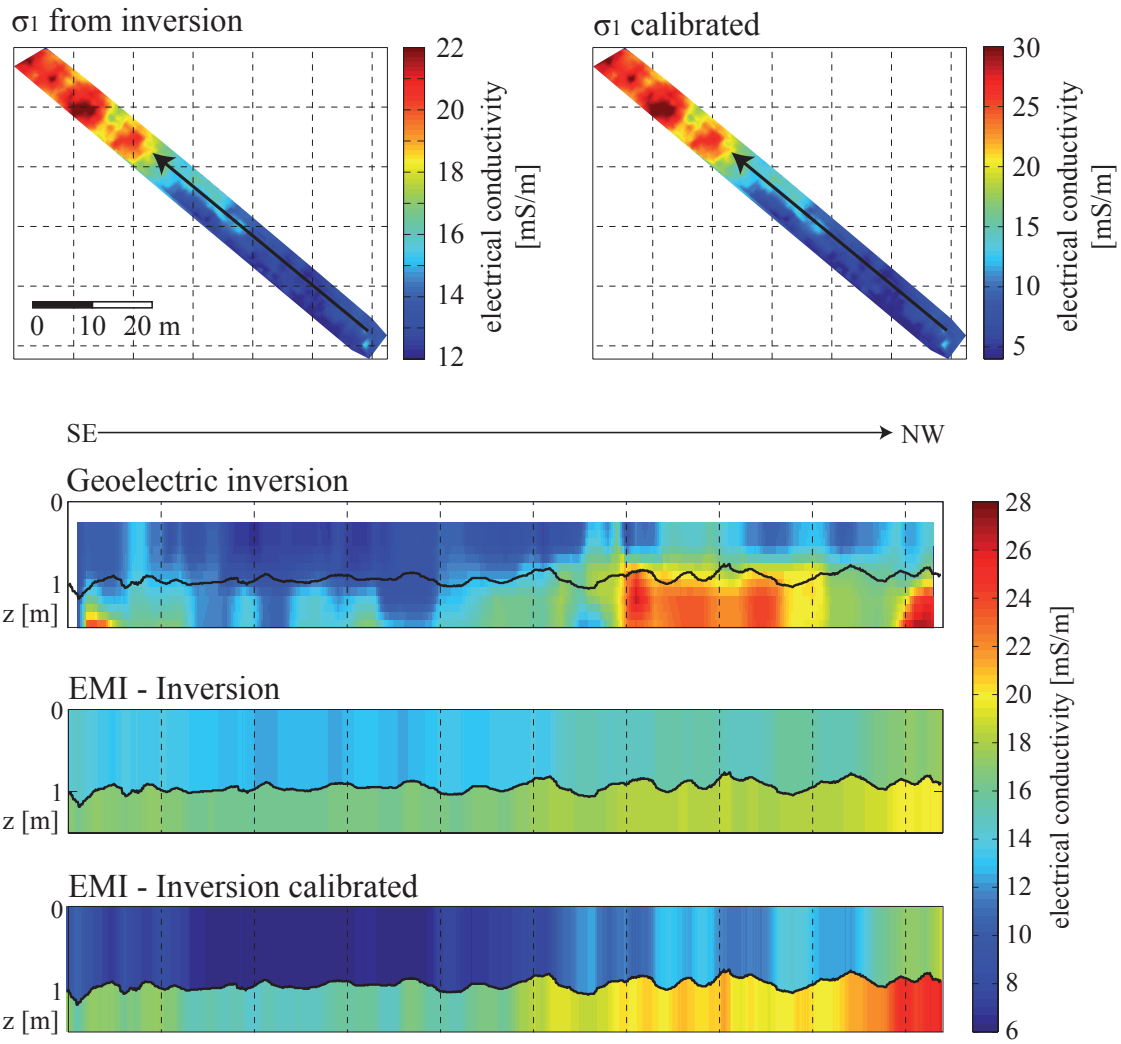 σ1 from inversion
22
20
18
16
14
12
electrical conductivity
[mS/m]
0 10 20 m
σ1 calibrated
30
25
20
15
10
5
electrical conductivity
[mS/m]
SE
NW
Geoelectric inversion
0
1
z [m]
EMI - Inversion
0
1
z [m]
EMI - Inversion calibrated
0
1
z [m]
28
26
24
22
20
18
16
14
12
10
8
6
electrical conductivity [mS/m]